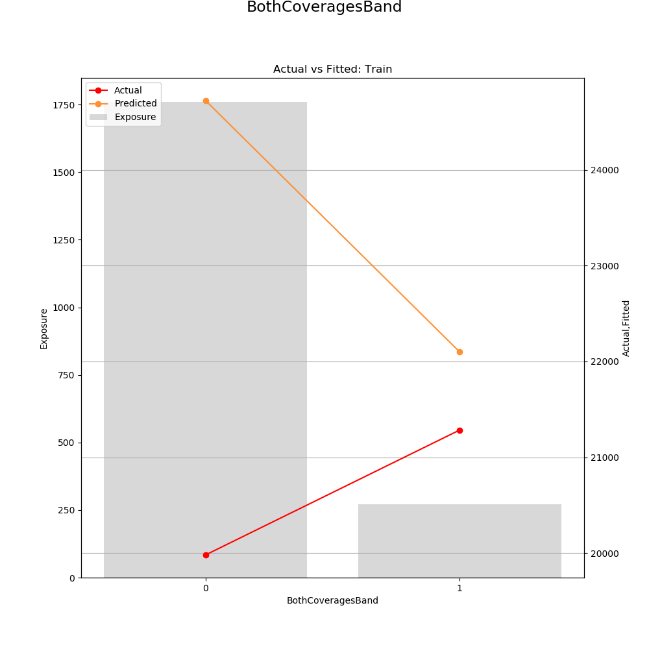 BothCoveragesBand
Actual vs Fitted: Train
Actual
Predicted
Exposure
1750
1500
1250
1000
750
500
250
0
Exposure
24000
23000
22000
21000
20000
Actual,Fitted
0 1
BothCoveragesBand